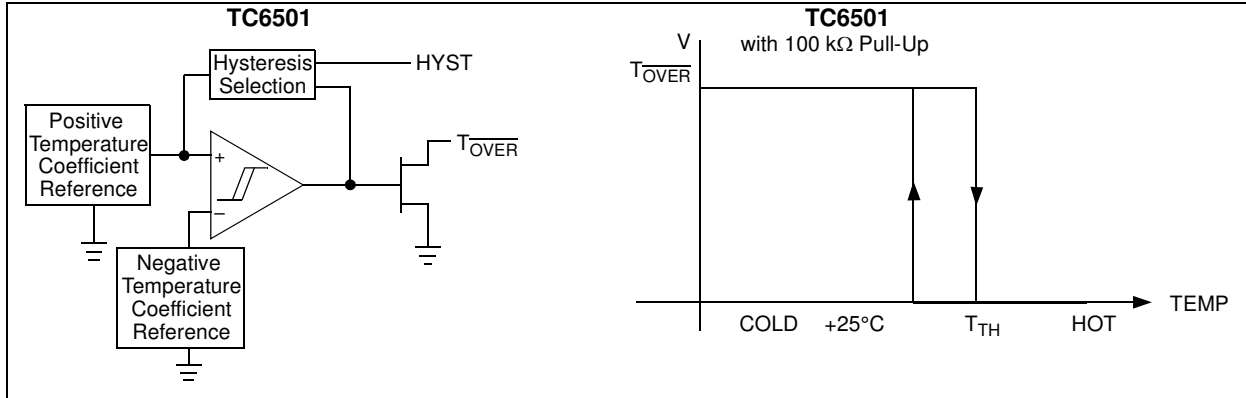 TC6501
Hysteresis
Selection
HYST
Positive
Temperature
Coefficient
Reference
+
–
TOVER
Negative
Temperature
Coefficient
Reference
TC6501
with 100 kΩ Pull-Up
V
TOVER
COLD +25°C TTH HOT
TEMP